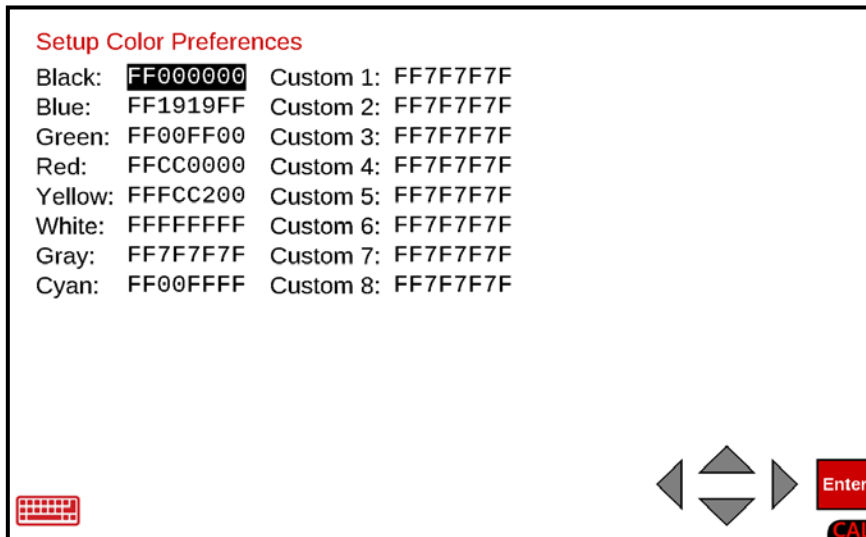 Setup Color Preferences
Black: FF000000 Custom 1: FF7F7F7F
Blue: FF1919FF Custom 2: FF7F7F7F
Green: FF00FF00 Custom 3: FF7F7F7F
Red: FFCC0000 Custom 4: FF7F7F7F
Yellow: FFFCC200 Custom 5: FF7F7F7F
White: FFFFFFFF Custom 6: FF7F7F7F
Gray: FF7F7F7F Custom 7: FF7F7F7F
Cyan: FF00FFFF Custom 8: FF7F7F7F
Enter